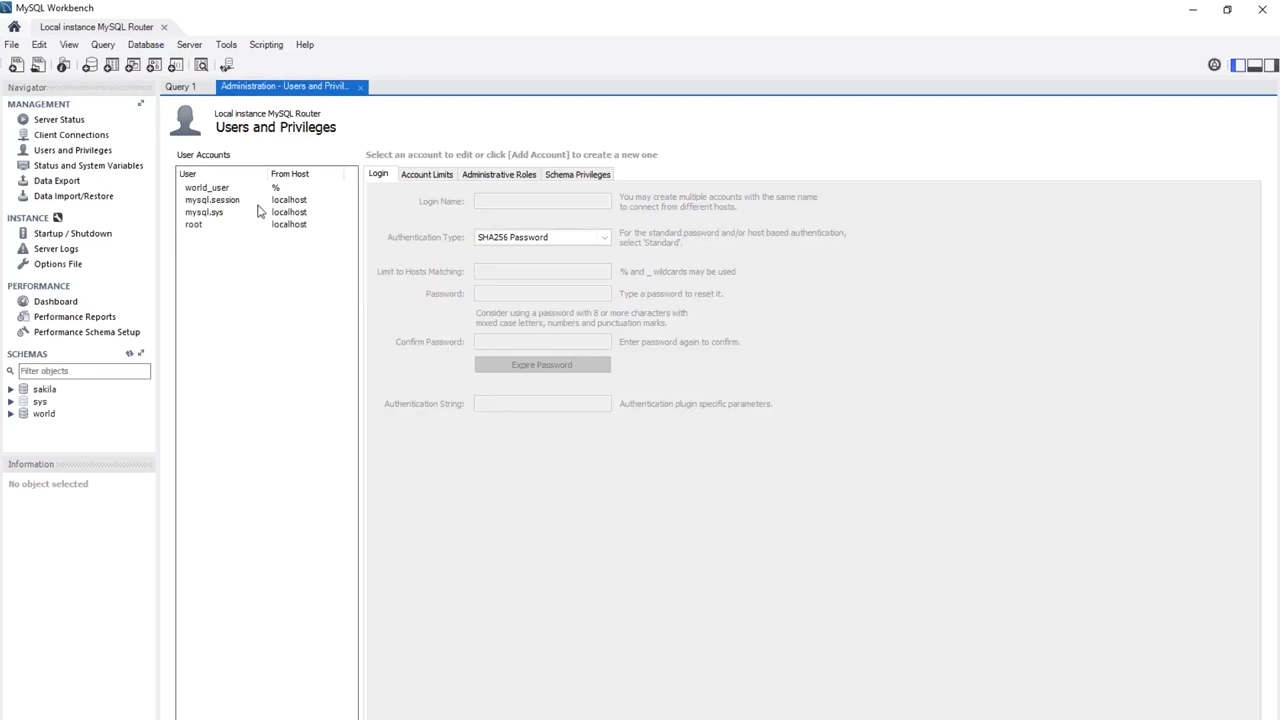 MySQL Workbench
Local instance MySQL Router
File Edit View Query Database Server Tools Scripting Help
Navigator
MANAGEMENT
Server Status
Client Connections
Users and Privileges
Status and System Variables
Data Export
Data Import/Restore
INSTANCE
Startup / Shutdown
Server Logs
Options File
PERFORMANCE
Dashboard
Performance Reports
Performance Schema Setup
SCHEMAS
Filter objects
sakila
sys
world
Information
No object selected
Query 1 Administration - Users and Privil...
Local instance MySQL Router
Users and Privileges
User Accounts
User From Host
world_user %
mysql.session localhost
mysql.sys localhost
root localhost
Select an account to edit or click [Add Account] to create a new one
Login Account Limits Administrative Roles Schema Privileges
Login Name: You may create multiple accounts with the same name
to connect from different hosts.
Authentication Type: SHA256 Password For the standard password and/or host based authentication,
select 'Standard'.
Limit to Hosts Matching: % and _ wildcards may be used
Password: Type a password to reset it.
Consider using a password with 8 or more characters with
mixed case letters, numbers and punctuation marks.
Confirm Password: Enter password again to confirm.
Expire Password
Authentication String: Authentication plugin specific parameters.